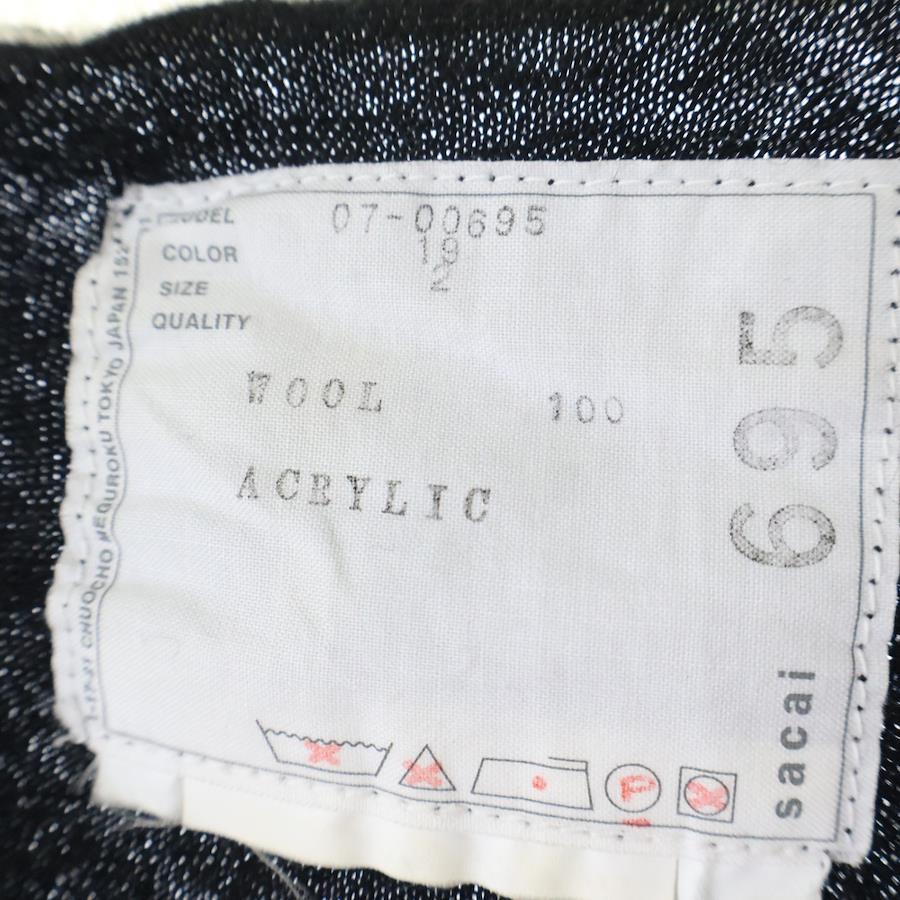 MODEL 07-00695
COLOR 19
SIZE 2
QUALITY
WOOL 100
ACRYLIC
695
sacai
P
CHUOCHO MEGUROKU TOKYO JAPAN